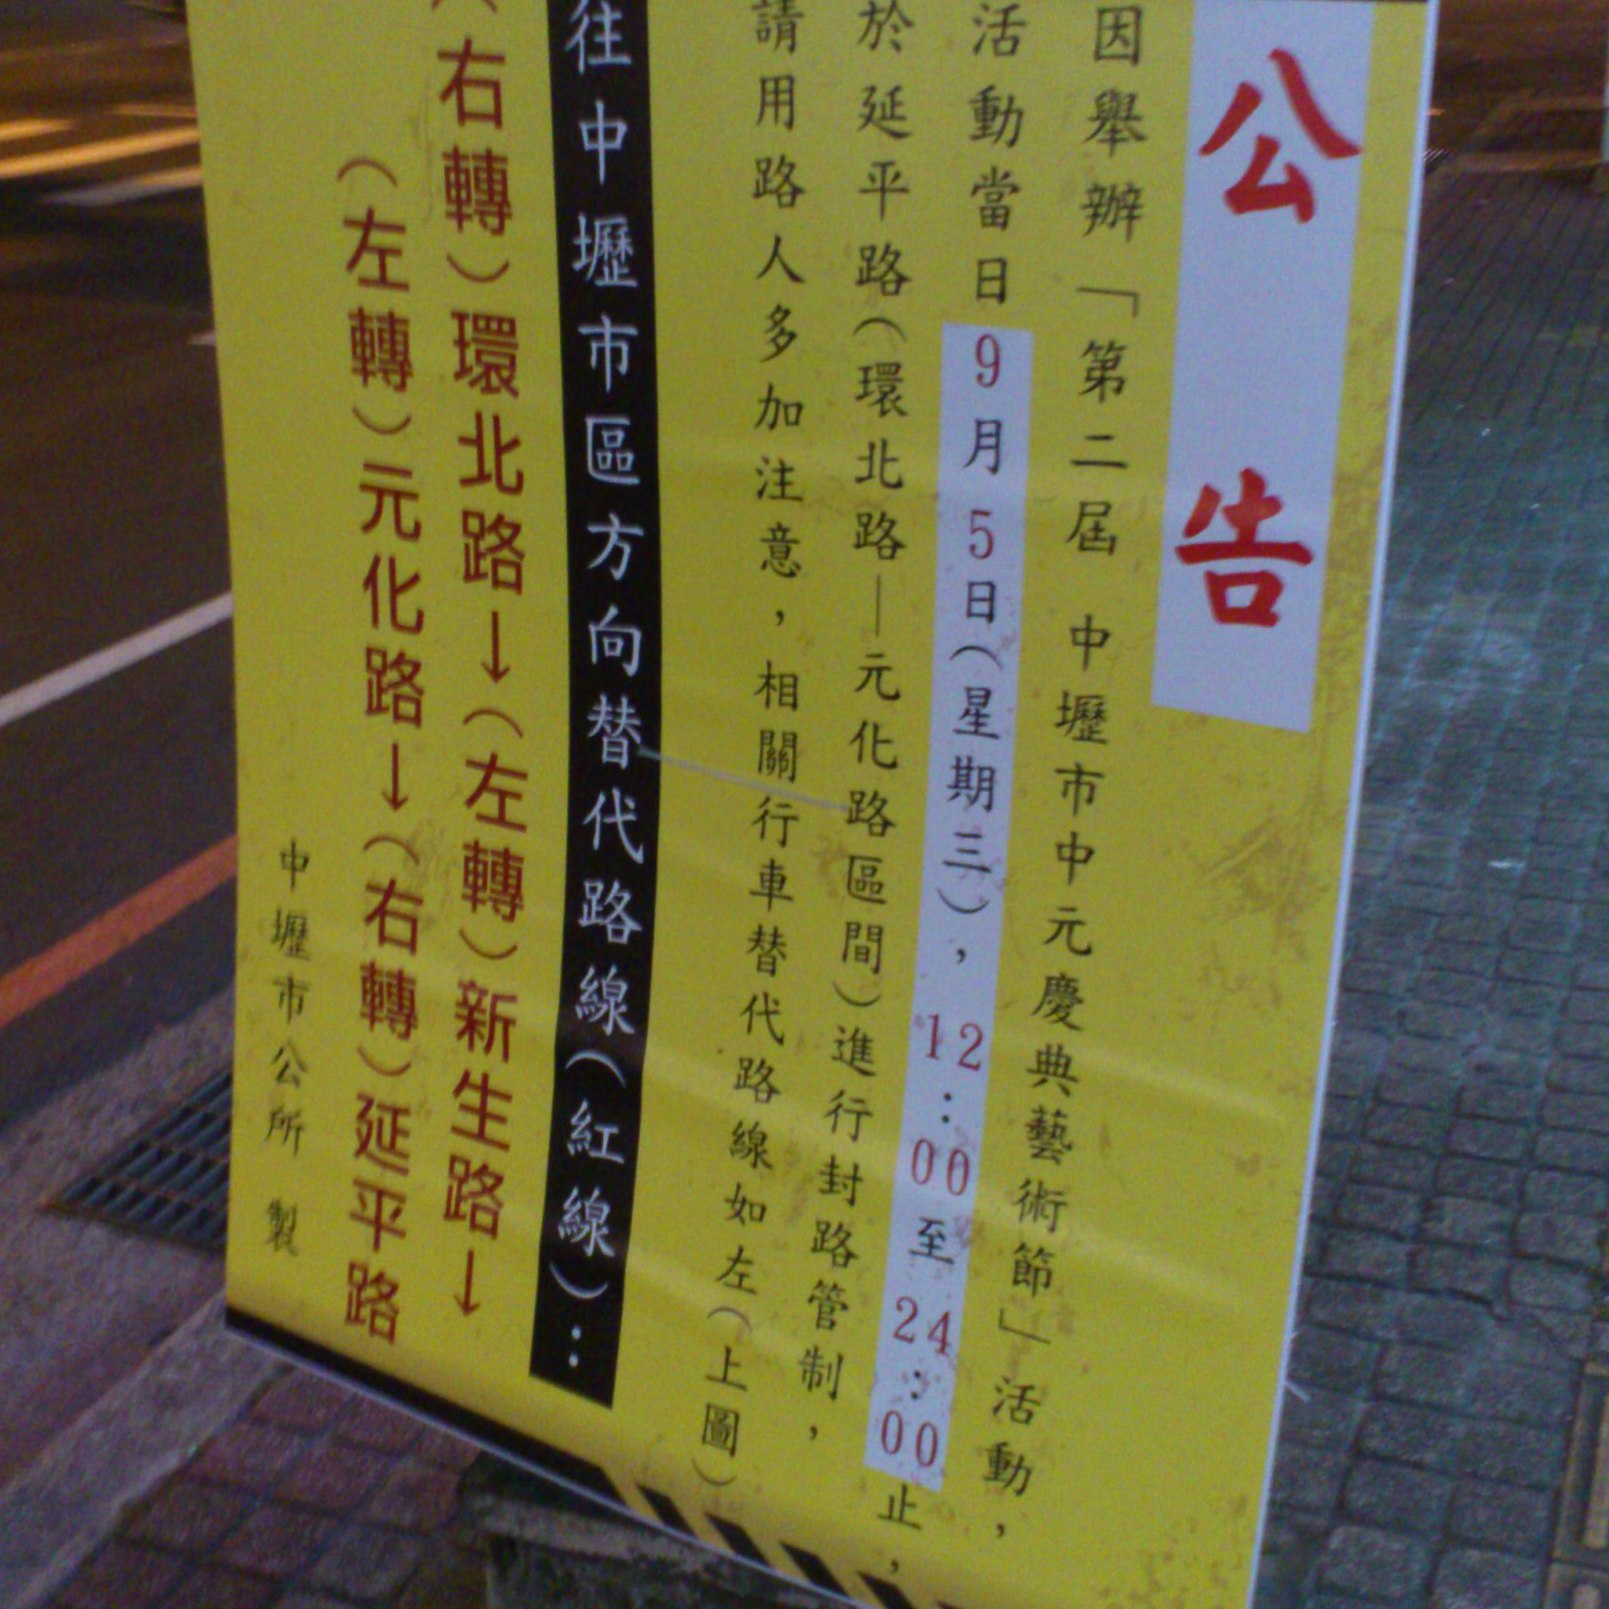 公告
因舉辦「第二屆 中壢市中元慶典藝術節」活動，
活動當日9月5日(星期三)，12:00至24:00止，
於延平路(環北路—元化路區間)進行封路管制，
請用路人多加注意，相關行車替代路線如左(上圖)
往中壢市區方向替代路線(紅線)：
(右轉)環北路→(左轉)新生路→
(左轉)元化路→(右轉)延平路
中壢市公所 製